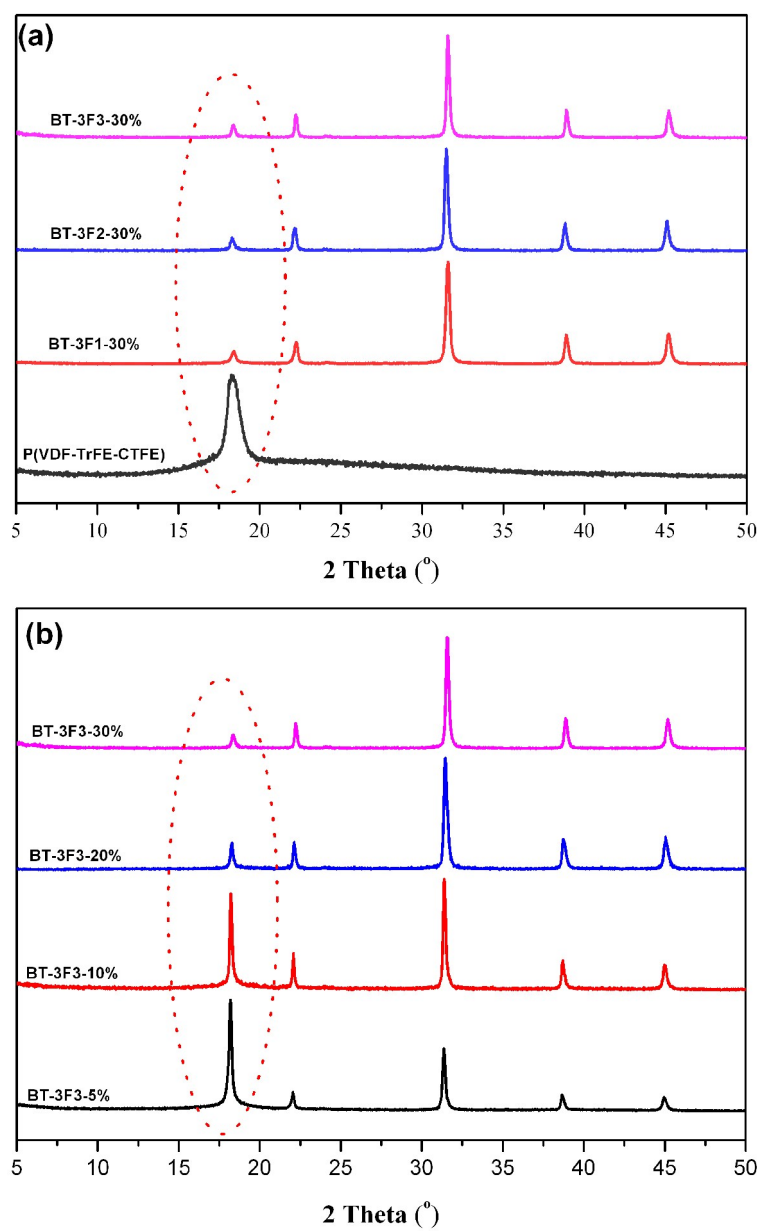 (a)
BT-3F3-30%
BT-3F2-30%
BT-3F1-30%
P(VDF-TrFE-CTFE)
5 10 15 20 25 30 35 40 45 50
2 Theta (°)
(b)
BT-3F3-30%
BT-3F3-20%
BT-3F3-10%
BT-3F3-5%
5 10 15 20 25 30 35 40 45 50
2 Theta (°)